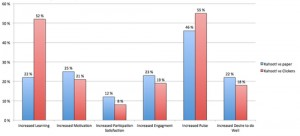 60 %
50 %
40 %
30 %
20 %
10 %
0 %
22 %
52 %
25 %
21 %
12 %
8 %
23 %
19 %
46 %
55 %
22 %
18 %
Kahoot! vs paper
Kahoot! vs Clickers
Increased Learning
Increased Motivation
Increased Participation
Satisfaction
Increased Engagment
Increased Pulse
Increased Desire to do
Well